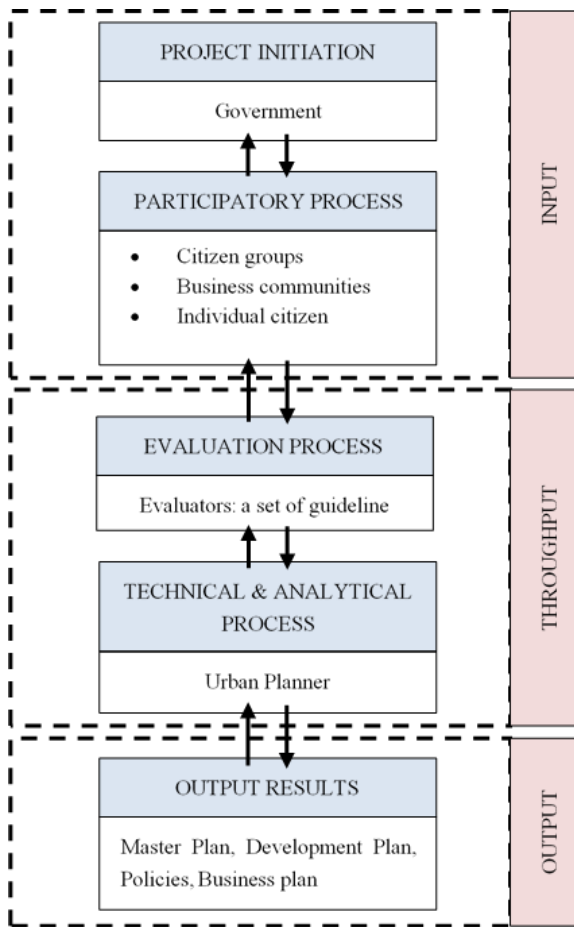 PROJECT INITIATION
Government
PARTICIPATORY PROCESS
• Citizen groups
• Business communities
• Individual citizen
INPUT
EVALUATION PROCESS
Evaluators: a set of guideline
TECHNICAL & ANALYTICAL
PROCESS
Urban Planner
THROUGHPUT
OUTPUT RESULTS
Master Plan, Development Plan,
Policies, Business plan
OUTPUT